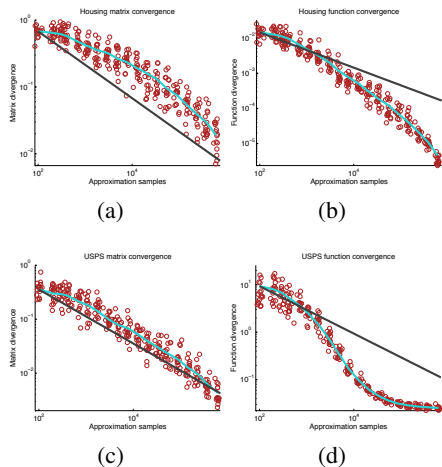 Housing matrix convergence
10^0
10^-1
10^-2
Matrix divergence
10^2
10^4
Approximation samples
(a)
Housing function convergence
10^-2
10^-3
10^-4
10^-5
Function divergence
10^2
10^4
Approximation samples
(b)
USPS matrix convergence
10^0
10^-1
10^-2
Matrix divergence
10^2
10^4
Approximation samples
(c)
USPS function convergence
10^1
10^0
10^-1
Function divergence
10^2
10^4
Approximation samples
(d)